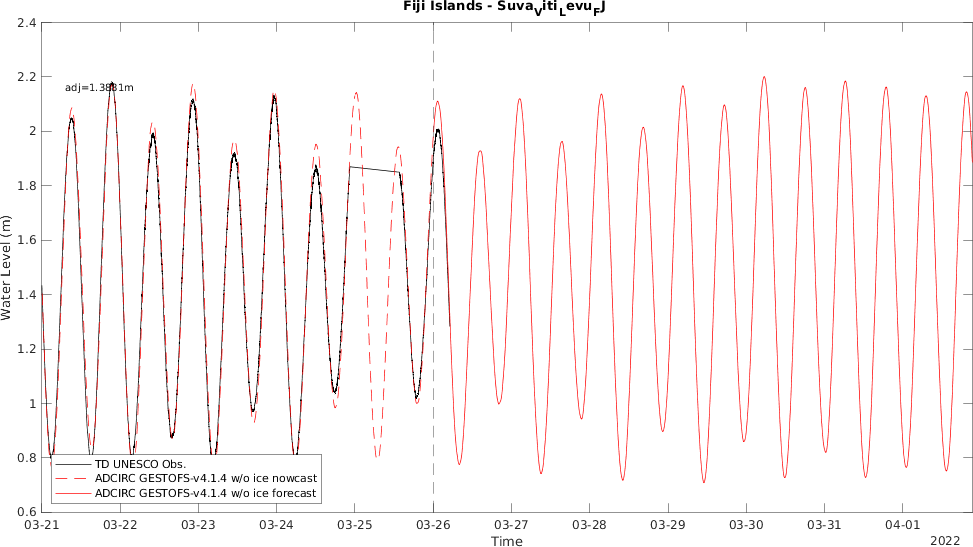 Fiji Islands - SuvaVitiLevuFJ
2.4
2.2
2
1.8
1.6
1.4
1.2
1
0.8
0.6
Water Level (m)
adj=1.3831m
TD UNESCO Obs.
ADCIRC GESTOFS-v4.1.4 w/o ice nowcast
ADCIRC GESTOFS-v4.1.4 w/o ice forecast
03-21 03-22 03-23 03-24 03-25 03-26 03-27 03-28 03-29 03-30 03-31 04-01
Time
2022